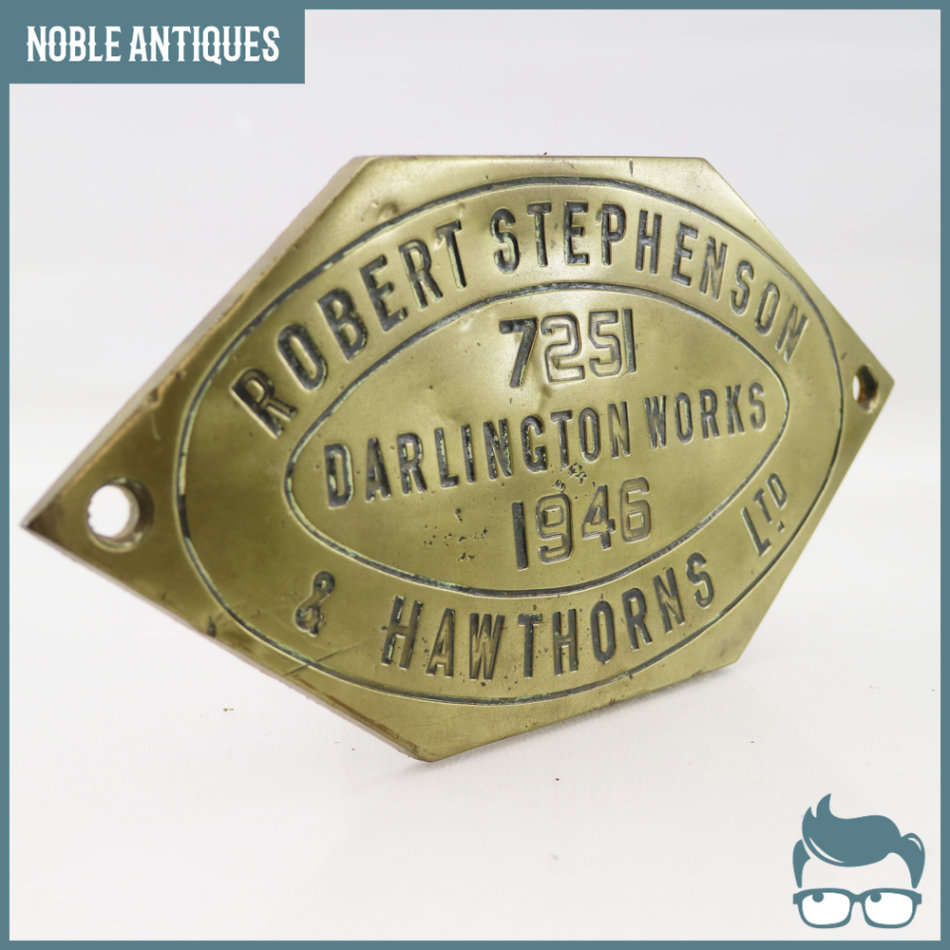 NOBLE ANTIQUES
ROBERT STEPHENSON
7251
DARLINGTON WORKS
1946
& HAWTHORNS LTD